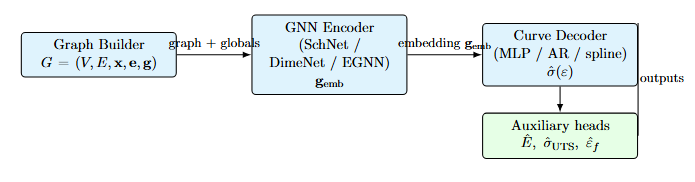 Graph Builder
G = (V, E, x, e, g)
graph + globals
GNN Encoder
(SchNet /
DimeNet / EGNN)
g_emb
embedding g_emb
Curve Decoder
(MLP / AR / spline)
σ̂(ε)
outputs
Auxiliary heads
Ê, σ̂_UTS, ε̂_f